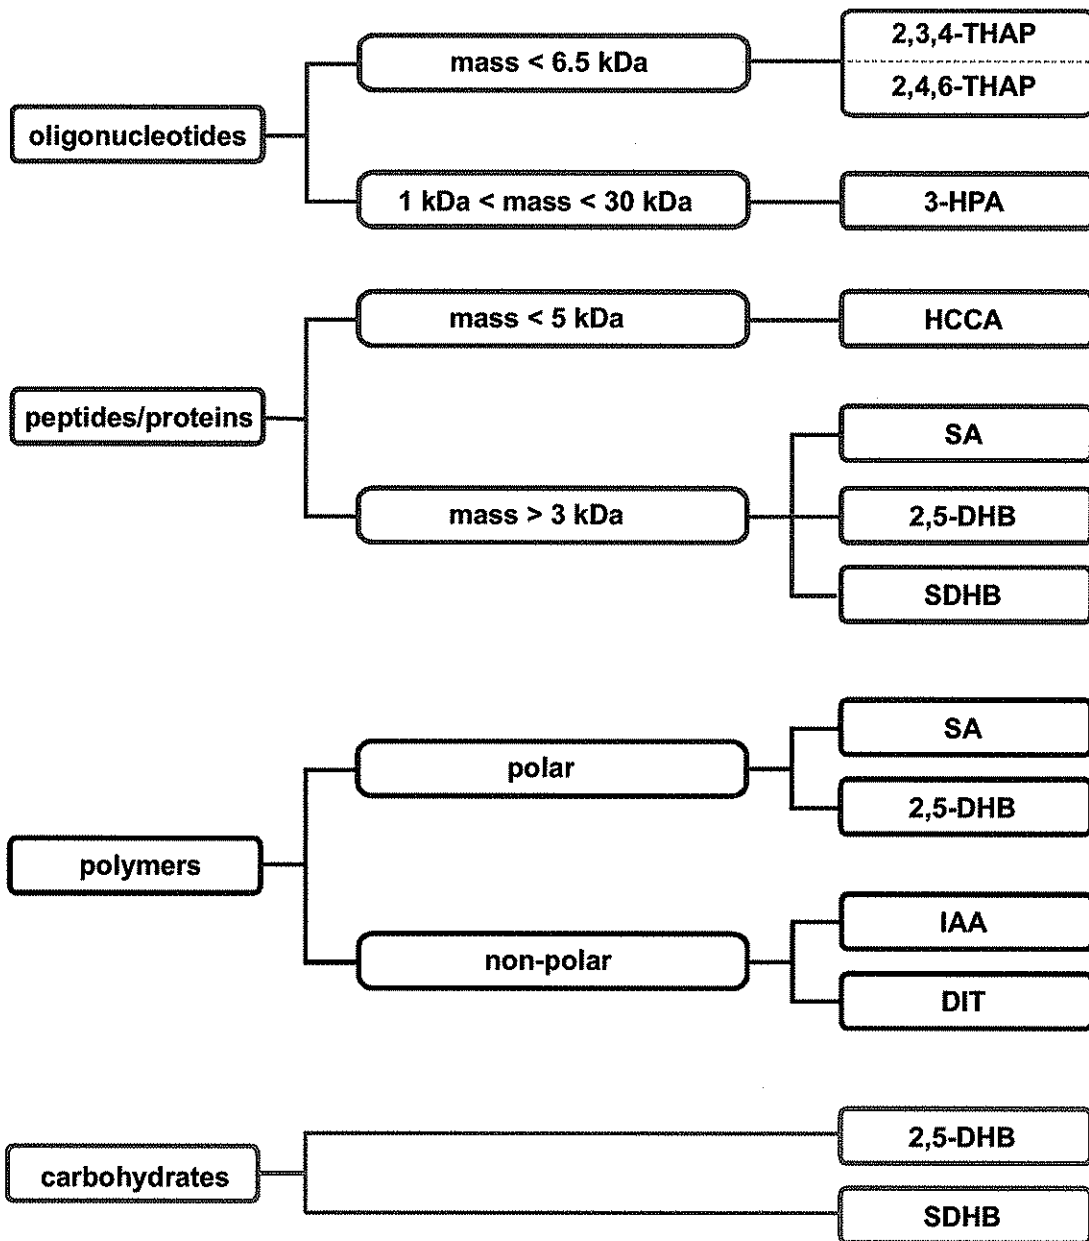 oligonucleotides
mass < 6.5 kDa
2,3,4-THAP
2,4,6-THAP
1 kDa < mass < 30 kDa
3-HPA
peptides/proteins
mass < 5 kDa
HCCA
mass > 3 kDa
SA
2,5-DHB
SDHB
polymers
polar
SA
2,5-DHB
non-polar
IAA
DIT
carbohydrates
2,5-DHB
SDHB